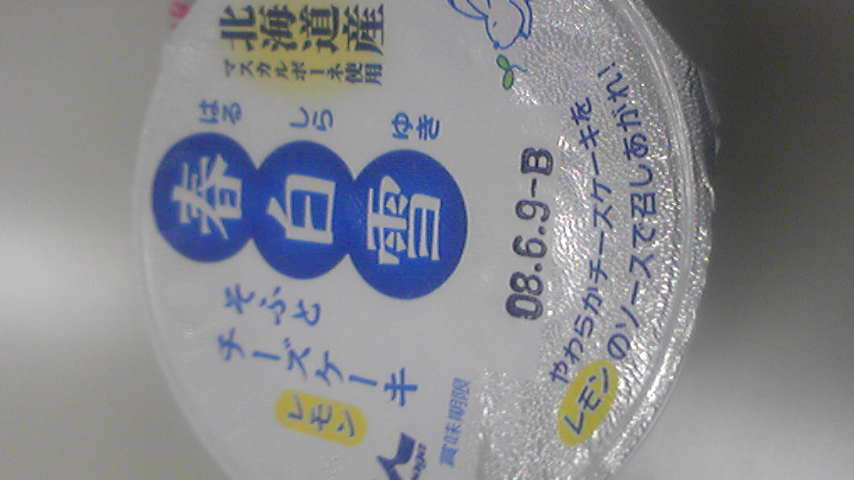 北海道産
マスカルポーネ使用
はる しら ゆき
春白雪
そふと
チーズケーキ
レモン
賞味期限
08.6.9-B
やわらかチーズケーキを
レモンのソースで召しあがれ!